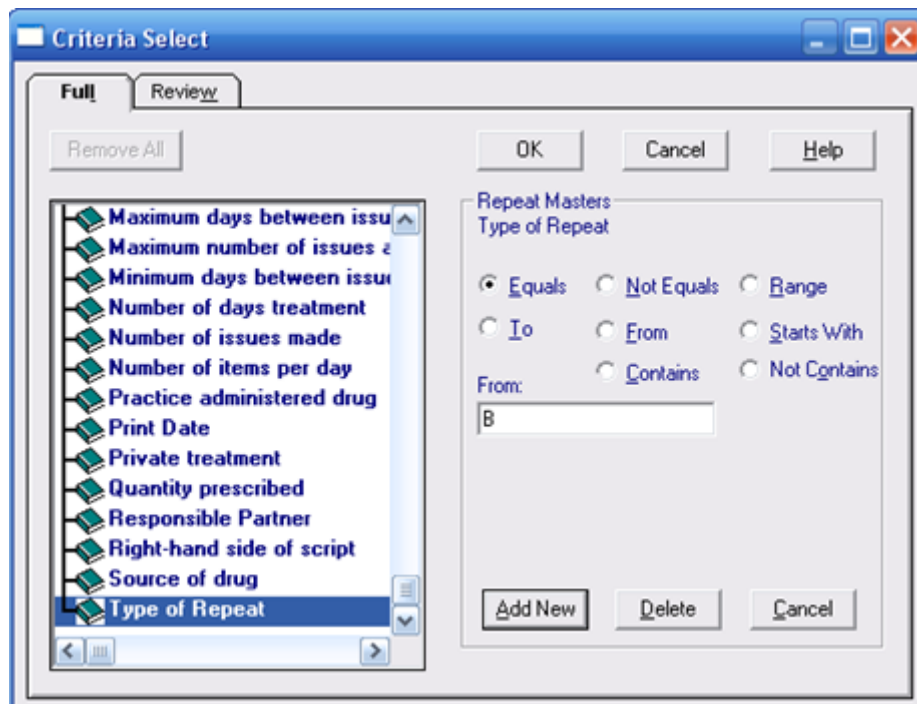 Criteria Select
Full Review
Remove All OK Cancel Help
Maximum days between issu
Maximum number of issues a
Minimum days between issue
Number of days treatment
Number of issues made
Number of items per day
Practice administered drug
Print Date
Private treatment
Quantity prescribed
Responsible Partner
Right-hand side of script
Source of drug
Type of Repeat
Repeat Masters
Type of Repeat
Equals Not Equals Range
To From Starts With
Contains Not Contains
From:
B
Add New Delete Cancel